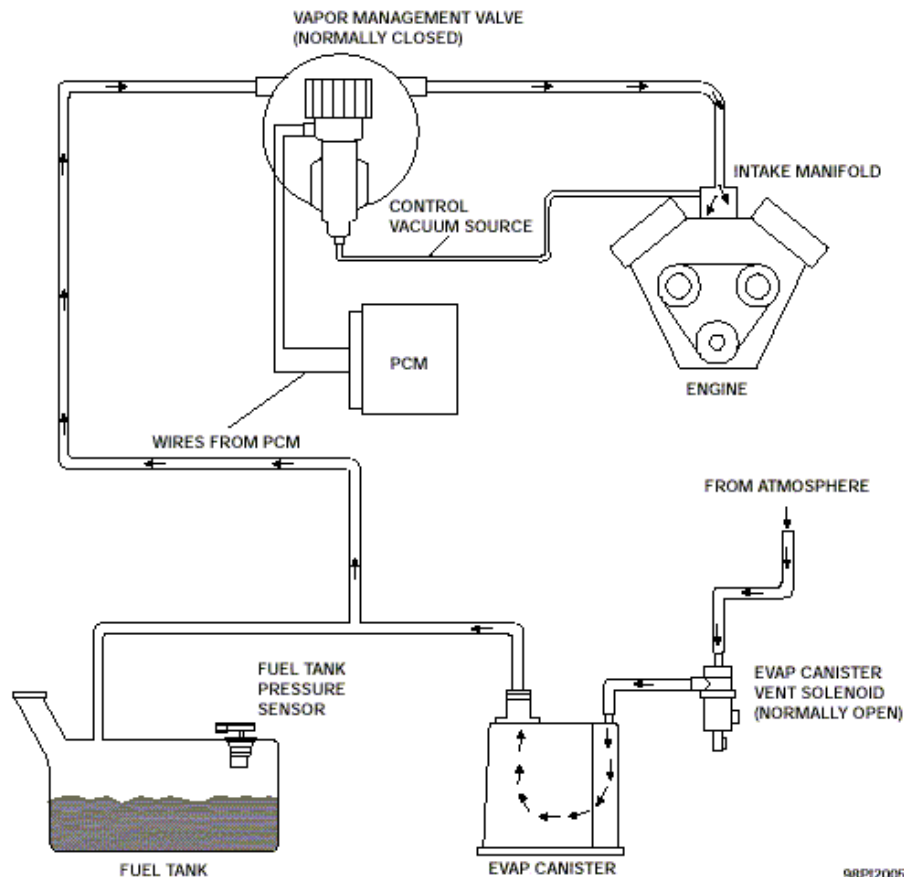 VAPOR MANAGEMENT VALVE
(NORMALLY CLOSED)
INTAKE MANIFOLD
CONTROL
VACUUM SOURCE
PCM
ENGINE
WIRES FROM PCM
FROM ATMOSPHERE
FUEL TANK
PRESSURE
SENSOR
EVAP CANISTER
VENT SOLENOID
(NORMALLY OPEN)
FUEL TANK
EVAP CANISTER